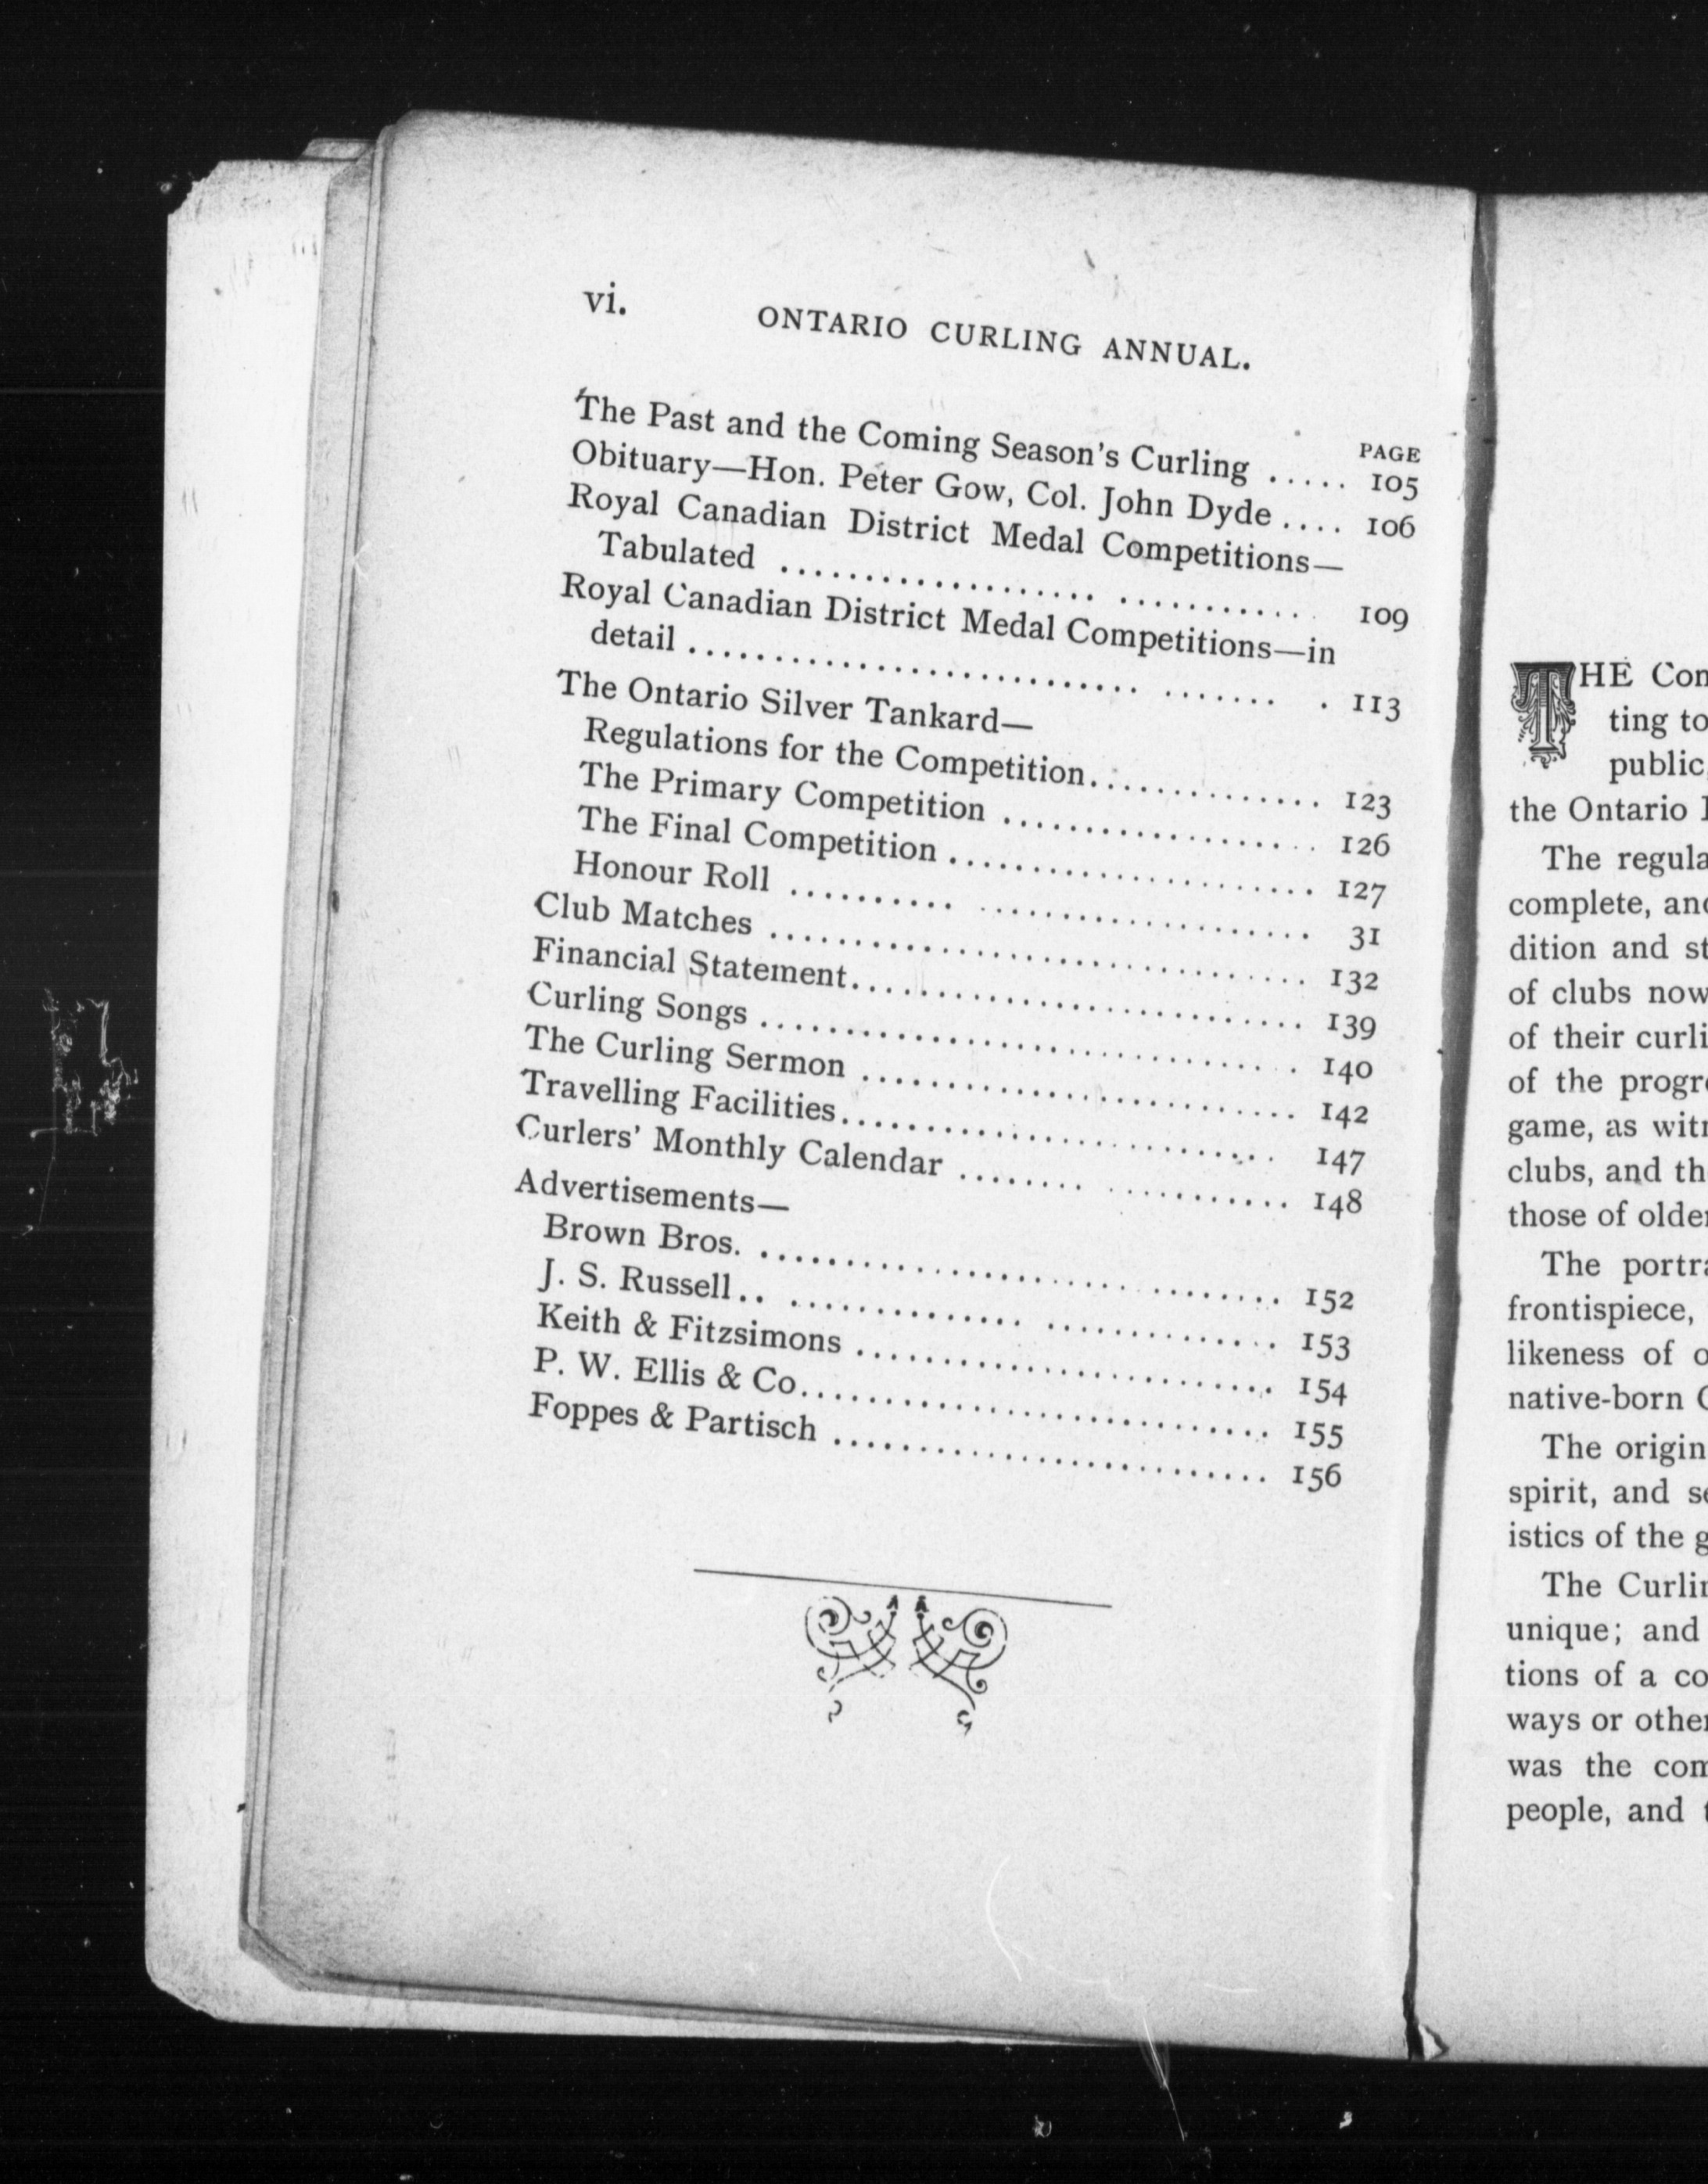 vi. ONTARIO CURLING ANNUAL.
PAGE
The Past and the Coming Season's Curling ..... 105
Obituary—Hon. Peter Gow, Col. John Dyde .... 106
Royal Canadian District Medal Competitions—
Tabulated .............................. 109
Royal Canadian District Medal Competitions—in
detail .................................. 113
The Ontario Silver Tankard—
Regulations for the Competition.............. 123
The Primary Competition ................... 126
The Final Competition ...................... 127
Honour Roll .............................. 31
Club Matches ................................ 132
Financial Statement........................... 139
Curling Songs ................................ 140
The Curling Sermon .......................... 142
Travelling Facilities.......................... 147
Curlers' Monthly Calendar ................... 148
Advertisements—
Brown Bros. ............................... 152
J. S. Russell.. ............................ 153
Keith & Fitzsimons ......................... 154
P. W. Ellis & Co............................ 155
Foppes & Partisch .......................... 156
THE Com
ting to
public
the Ontario
The regula
complete, and
dition and st
of clubs now
of their curli
of the progre
game, as witn
clubs, and th
those of older
The portra
frontispiece,
likeness of o
native-born
The origin
spirit, and se
istics of the g
The Curlin
unique; and
tions of a co
ways or other
was the com
people, and t